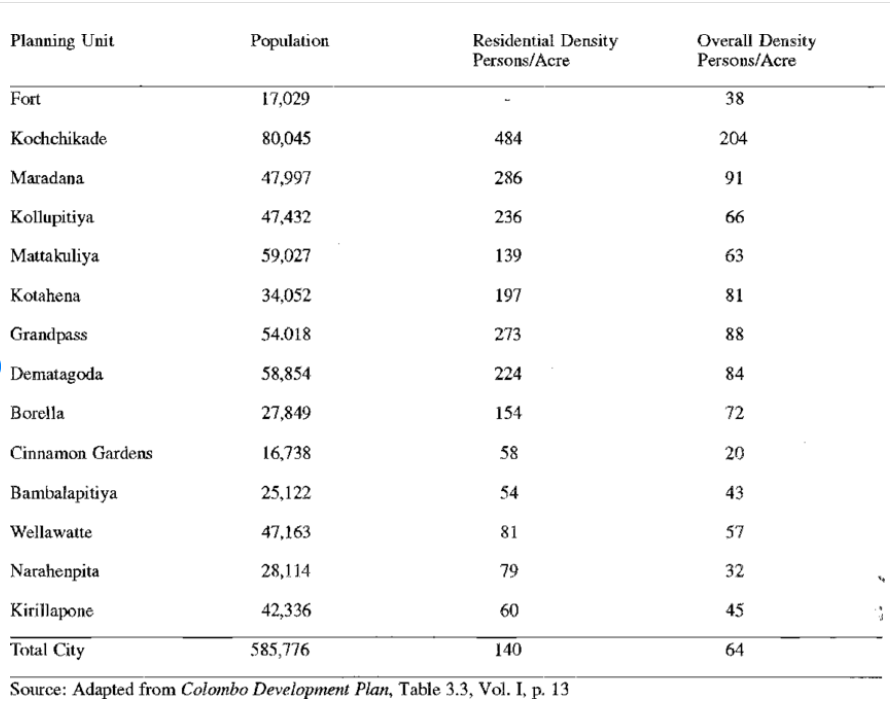 Planning Unit Population Residential Density Overall Density
Persons/Acre Persons/Acre
Fort 17,029 - 38
Kochchikade 80,045 484 204
Maradana 47,997 286 91
Kollupitiya 47,432 236 66
Mattakuliya 59,027 139 63
Kotahena 34,052 197 81
Grandpass 54.018 273 88
Dematagoda 58,854 224 84
Borella 27,849 154 72
Cinnamon Gardens 16,738 58 20
Bambalapitiya 25,122 54 43
Wellawatte 47,163 81 57
Narahenpita 28,114 79 32
Kirillapone 42,336 60 45
Total City 585,776 140 64
Source: Adapted from Colombo Development Plan, Table 3.3, Vol. I, p. 13